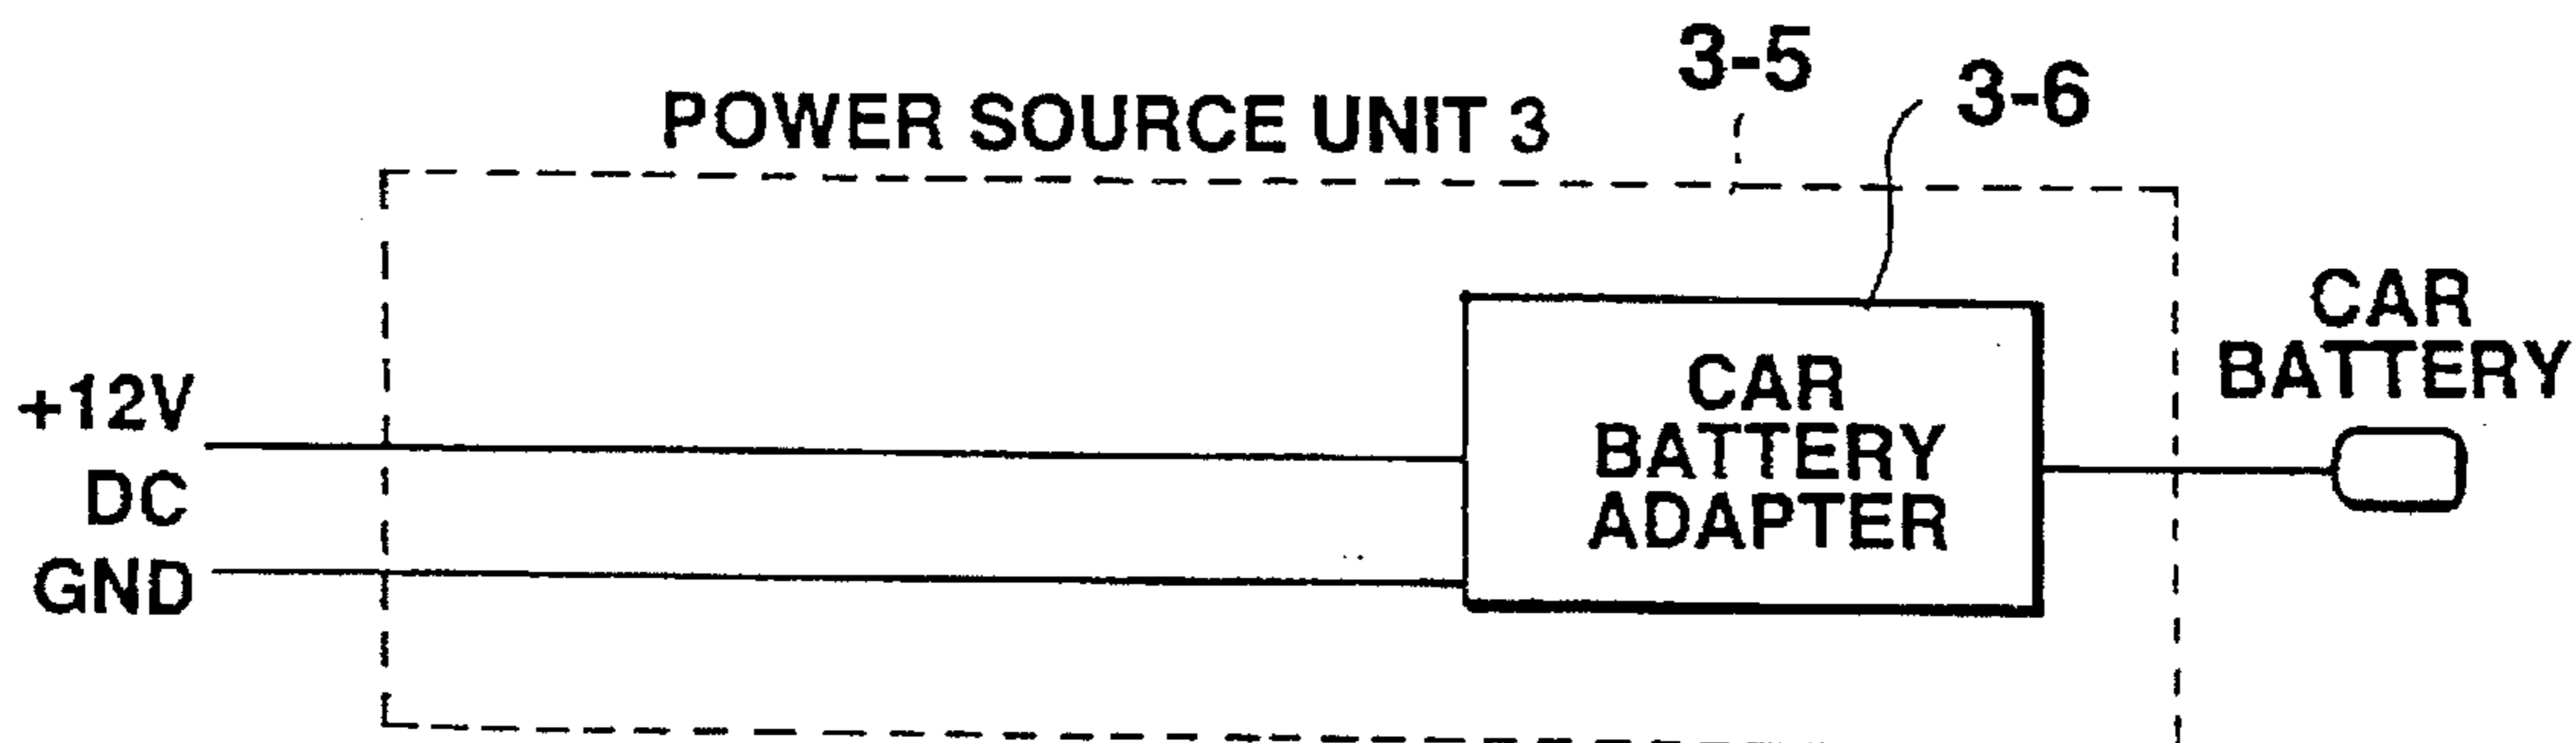 3-5
POWER SOURCE UNIT 3
3-6
CAR
BATTERY
+12V
DC
GND
CAR
BATTERY
ADAPTER